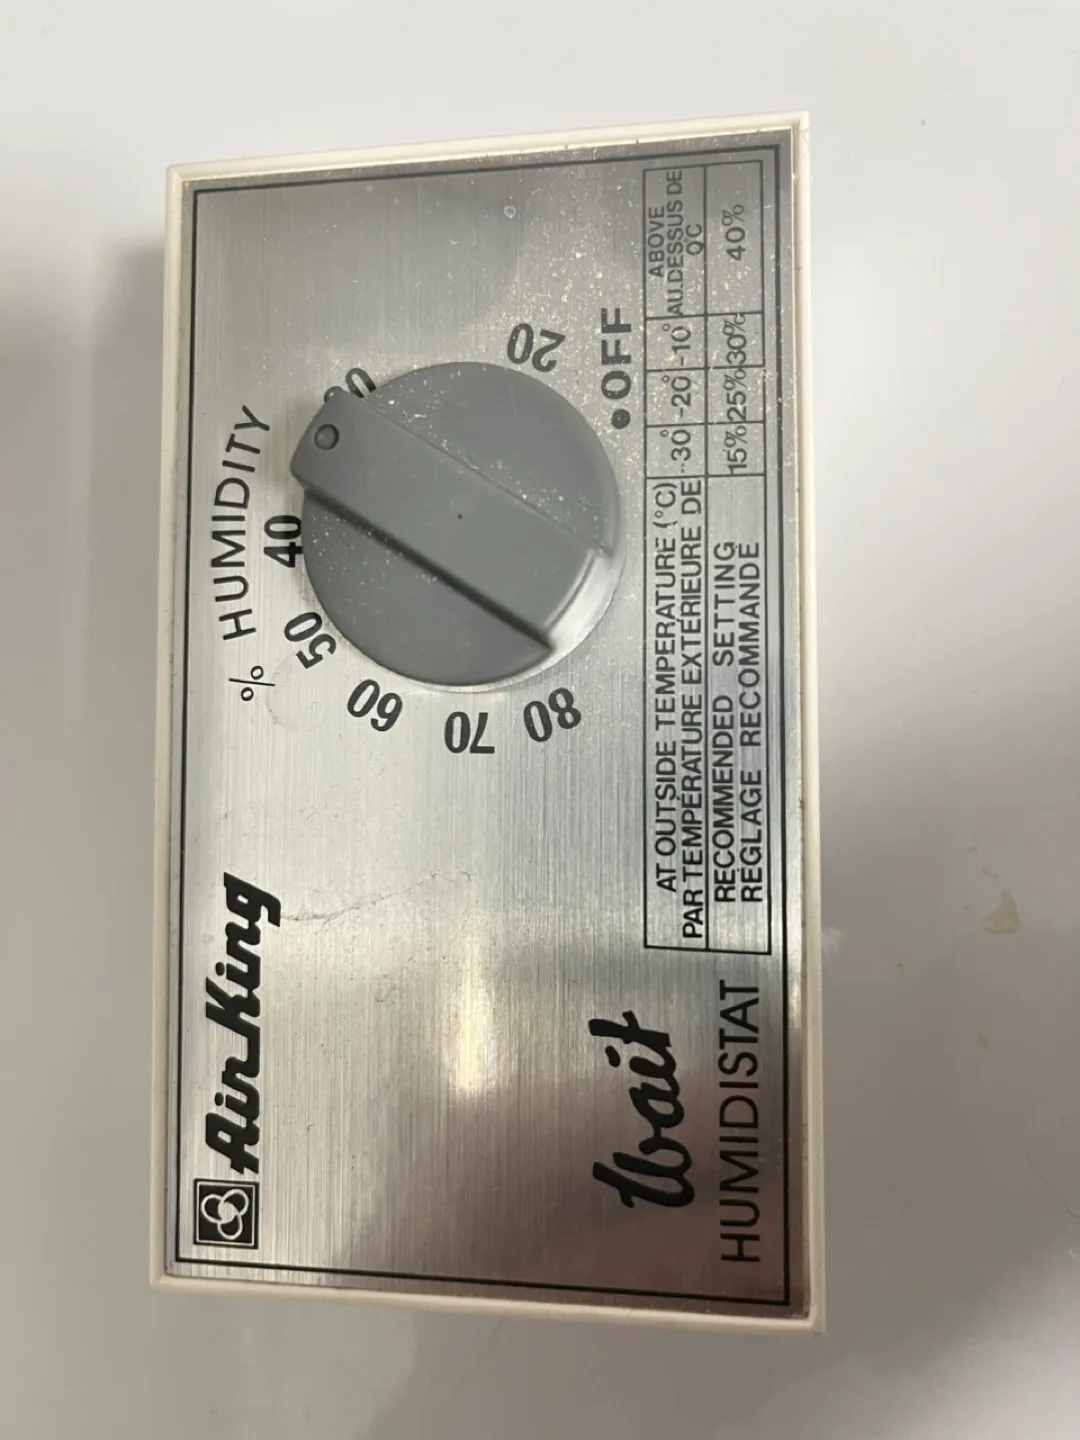 Air King
% HUMIDITY
20
40
50
60
70
80
•OFF
Wait
HUMIDISTAT
AT OUTSIDE TEMPERATURE (°C)
PAR TEMPÉRATURE EXTÉRIEURE DE
-30° -20° -10° ABOVE
AU.DESSUS DE
0°C
RECOMMENDED SETTING
RÉGLAGE RECOMMANDE
15% 25% 30% 40%